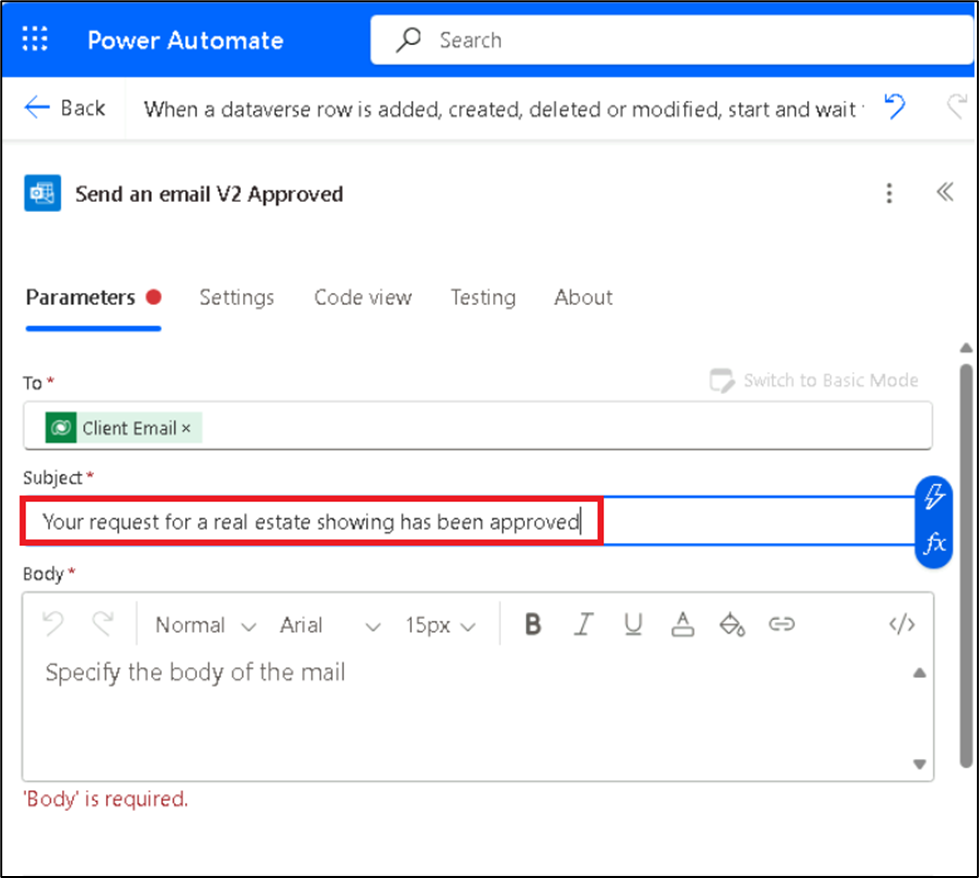 Power Automate
Search
Back
When a dataverse row is added, created, deleted or modified, start and wait
Send an email V2 Approved
Parameters Settings Code view Testing About
To *
Switch to Basic Mode
Client Email ×
Subject *
Your request for a real estate showing has been approved
fx
Body *
Normal Arial 15px B I U A </>
Specify the body of the mail
'Body' is required.